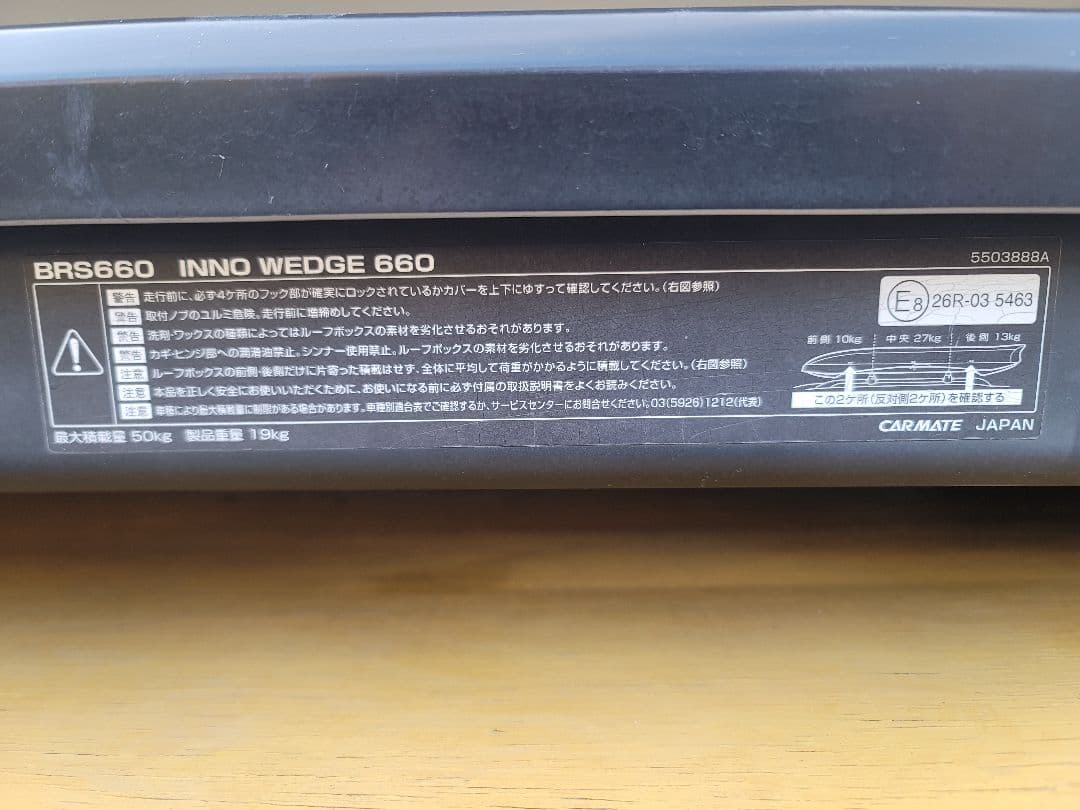 BRS660 INNO WEDGE 660
5503888A
警告 走行前に、必ず4ケ所のフック部が確実にロックされているかカバーを上下にゆすって確認してください。(右図参照)
警告 取付ノブのユルミ危険。走行前に増締めしてください。
警告 洗剤・ワックスの種類によってはルーフボックスの素材を劣化させるおそれがあります。
警告 カギ・ヒンジ部への潤滑油禁止。シンナー使用禁止。ルーフボックスの素材を劣化させるおそれがあります。
注意 ルーフボックスの前側・後側だけに片寄った積載はせず、全体に平均して荷重がかかるように積載してください。(右図参照)
注意 本品を正しく安全にお使いいただくために、お使いになる前に必ず付属の取扱説明書をよくお読みください。
注意 車種により最大積載量に制限がある場合があります。車種別適合表でご確認するか、サービスセンターにお問合せください。03(5926)1212(代表)
最大積載量 50kg 製品重量 19kg
E8 26R-03 5463
前側 10kg 中央 27kg 後側 13kg
この2ケ所(反対側2ケ所)を確認する
CARMATE JAPAN